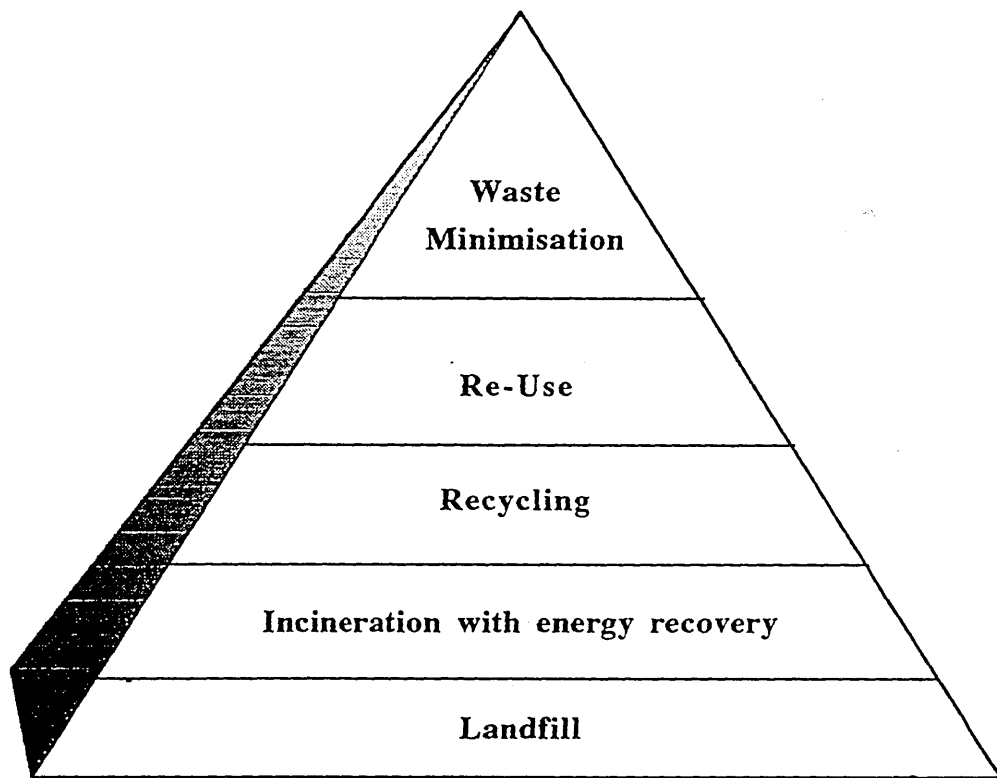 Waste
Minimisation
Re-Use
Recycling
Incineration with energy recovery
Landfill